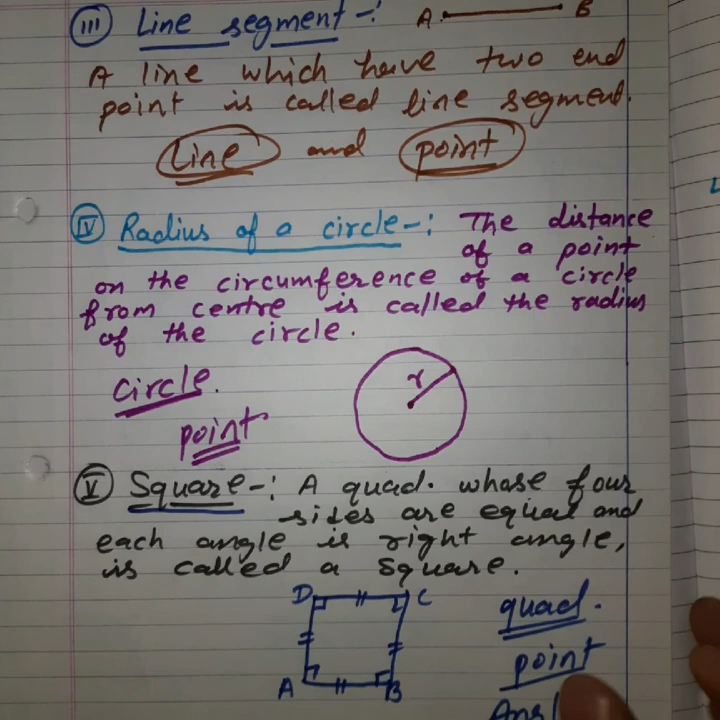 (iii) Line segment -: A B
A line which have two end
point is called line segment.
Line and point
(iv) Radius of a circle -: The distance
of a point
on the circumference of a circle
from centre is called the radius
of the circle.
circle.
r
point
(v) Square -: A quad. whose four
sides are equal and
each angle is right angle,
is called a square.
D C
quad.
point
A B
Ans